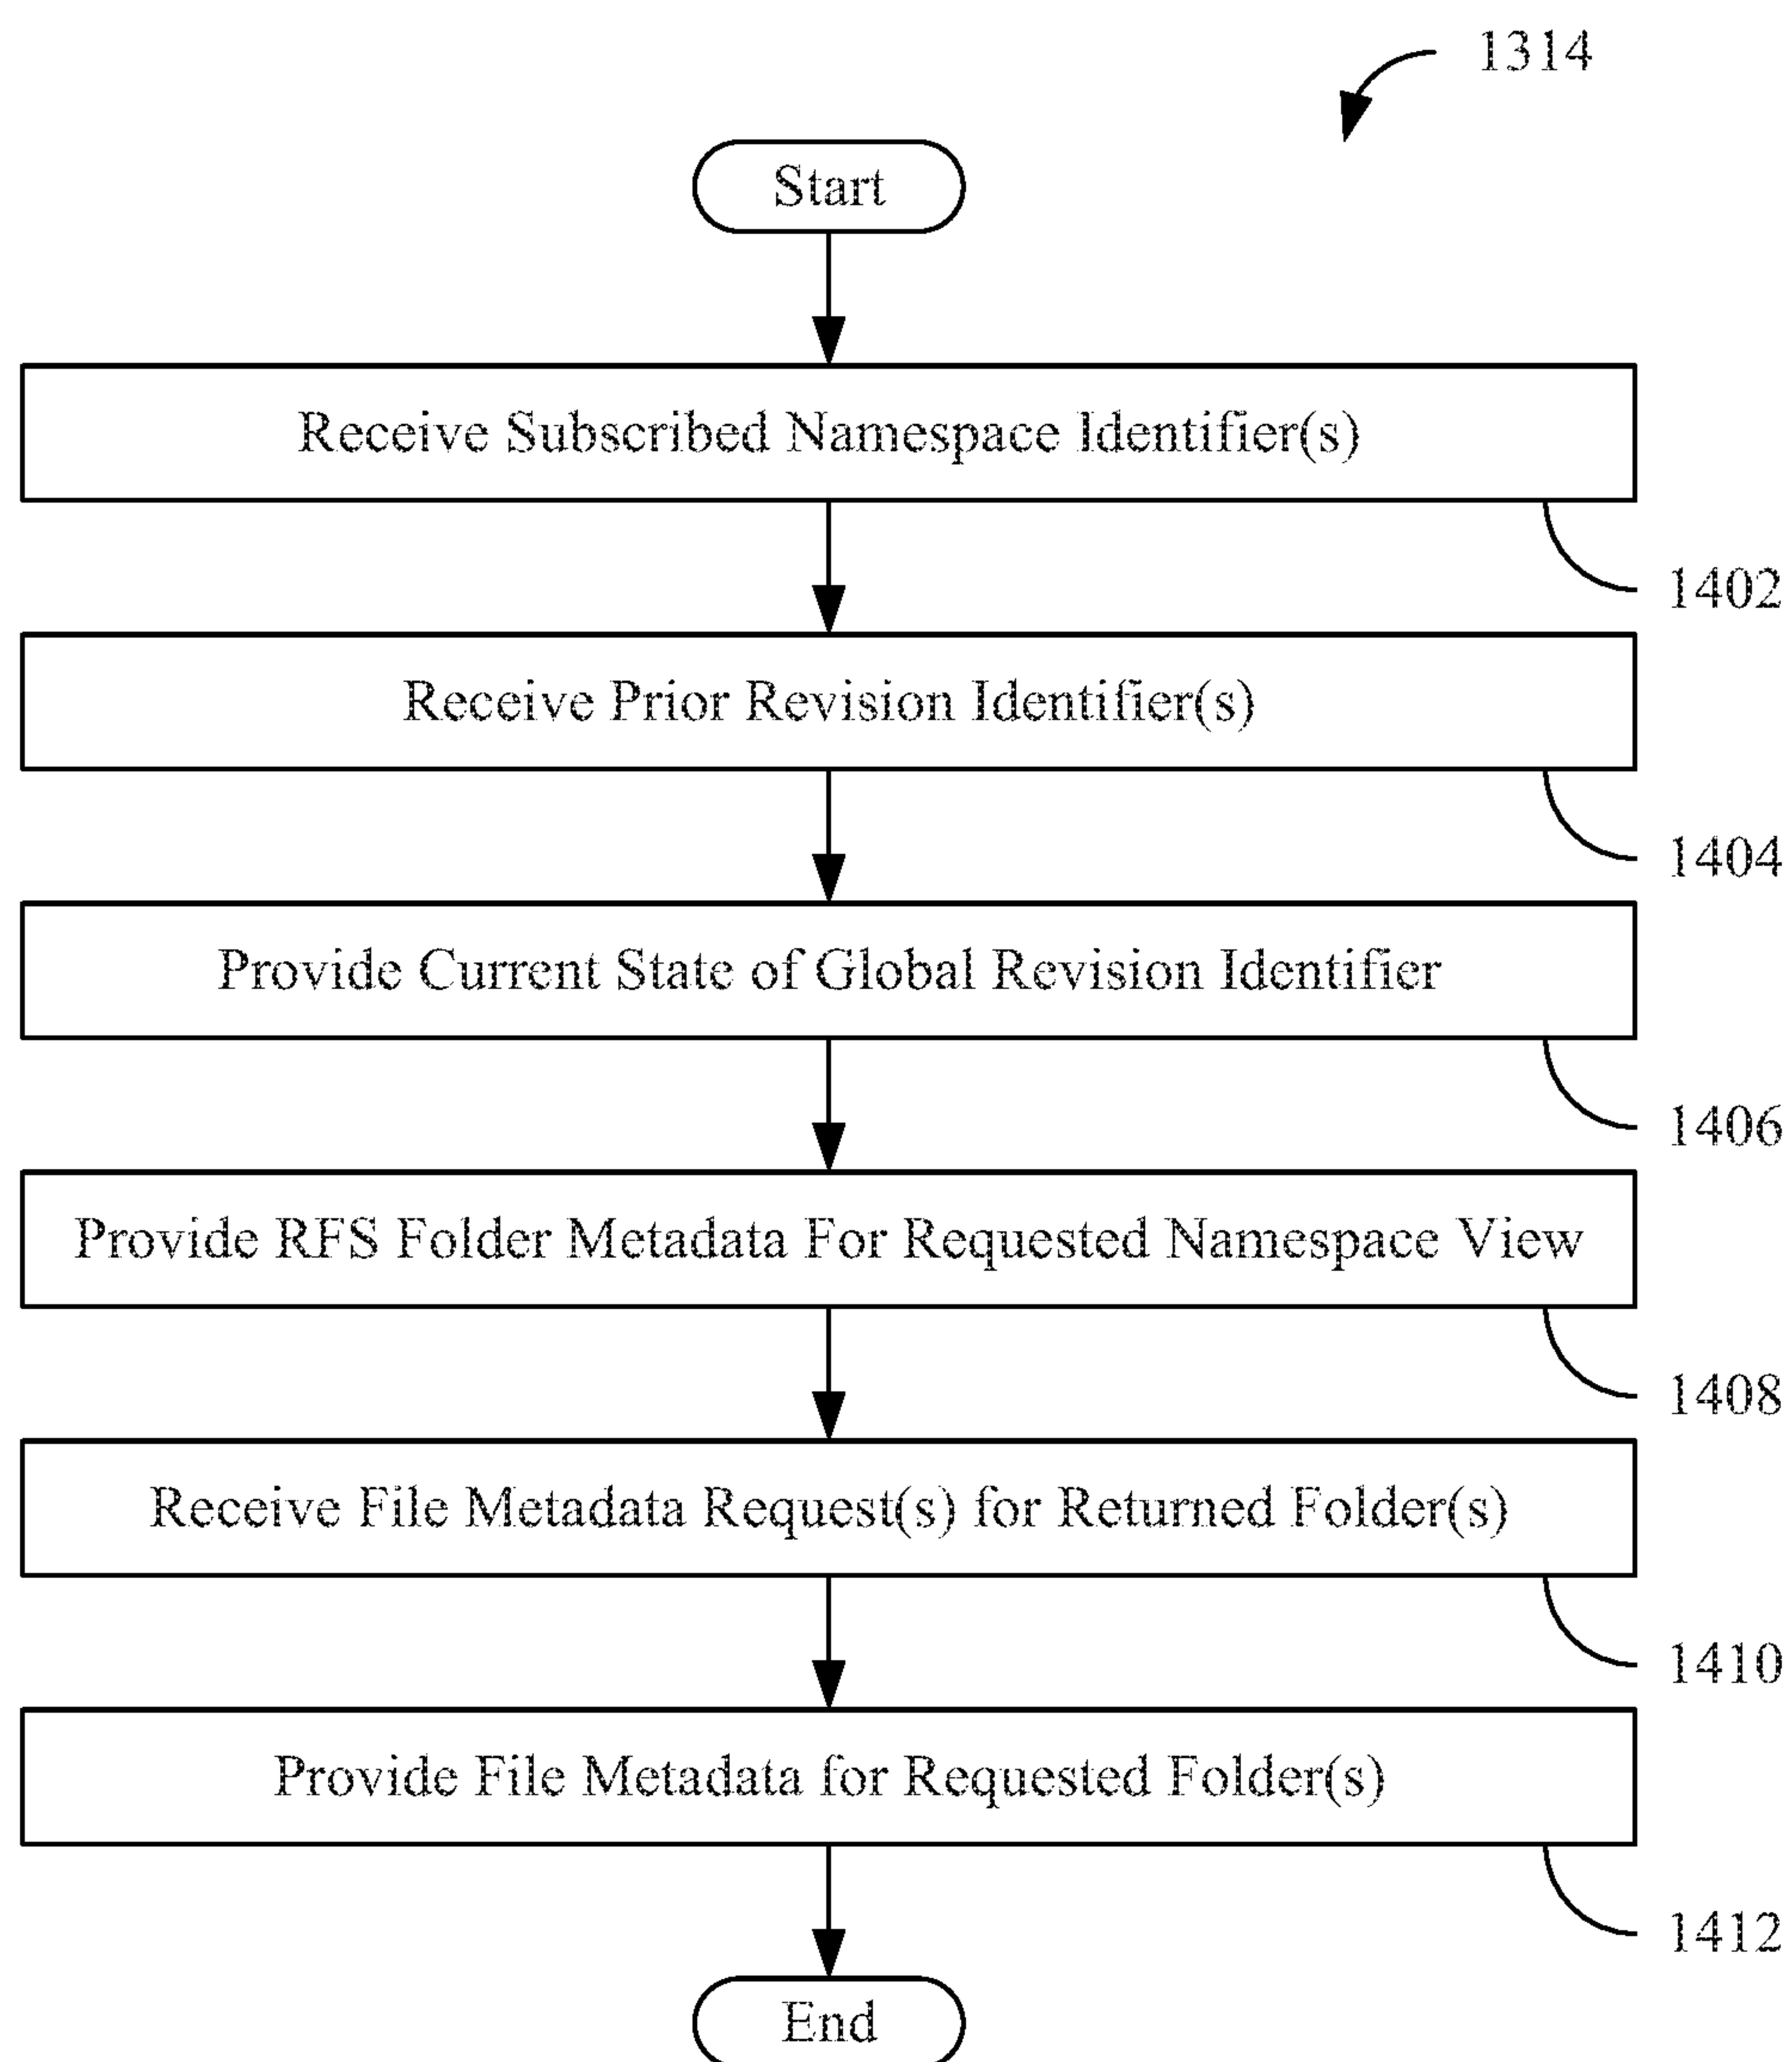 1314
Start
Receive Subscribed Namespace Identifier(s)
1402
Receive Prior Revision Identifier(s)
1404
Provide Current State of Global Revision Identifier
1406
Provide RFS Folder Metadata For Requested Namespace View
1408
Receive File Metadata Request(s) for Returned Folder(s)
1410
Provide File Metadata for Requested Folder(s)
1412
End